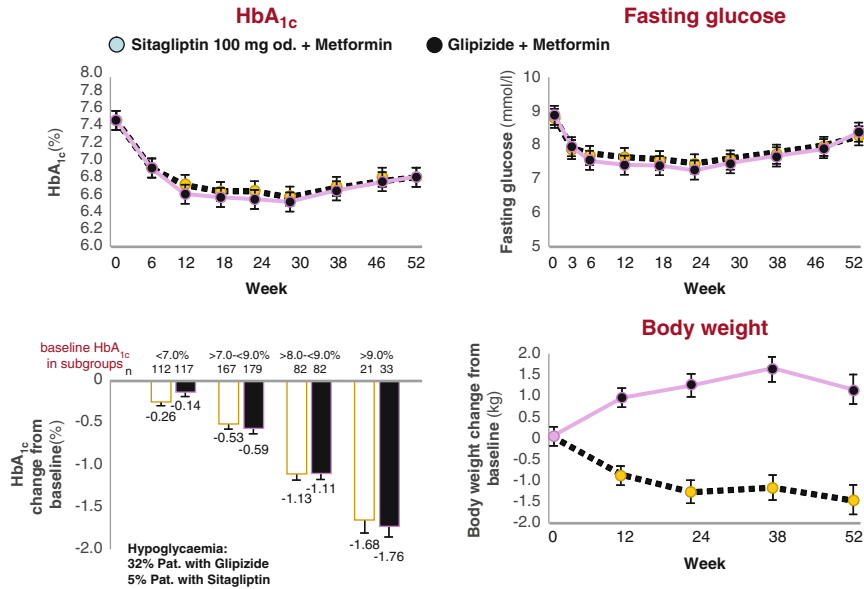 HbA1c
Fasting glucose
Sitagliptin 100 mg od. + Metformin
Glipizide + Metformin
HbA1c(%)
8.0
7.8
7.6
7.4
7.2
7.0
6.8
6.6
6.4
6.2
6.0
0 6 12 18 23 29 38 46 52
Week
Fasting glucose (mmol/l)
10
9
8
7
6
5
0 3 6 12 18 24 30 38 52
Week
baseline HbA1c
in subgroups
n
<7.0% >7.0-<9.0% >8.0-<9.0% >9.0%
112 117 167 179 82 82 21 33
HbA1c
change from
baseline(%)
0
-0.5
-1.0
-1.5
-2.0
-0.26
-0.14
-0.53
-0.59
-1.13
-1.11
-1.68
-1.76
Hypoglycaemia:
32% Pat. with Glipizide
5% Pat. with Sitagliptin
Body weight
Body weight change from
baseline (kg)
2.0
1.5
1.0
0.5
0
-0.5
-1.0
-1.5
-2.0
0 12 24 38 52
Week